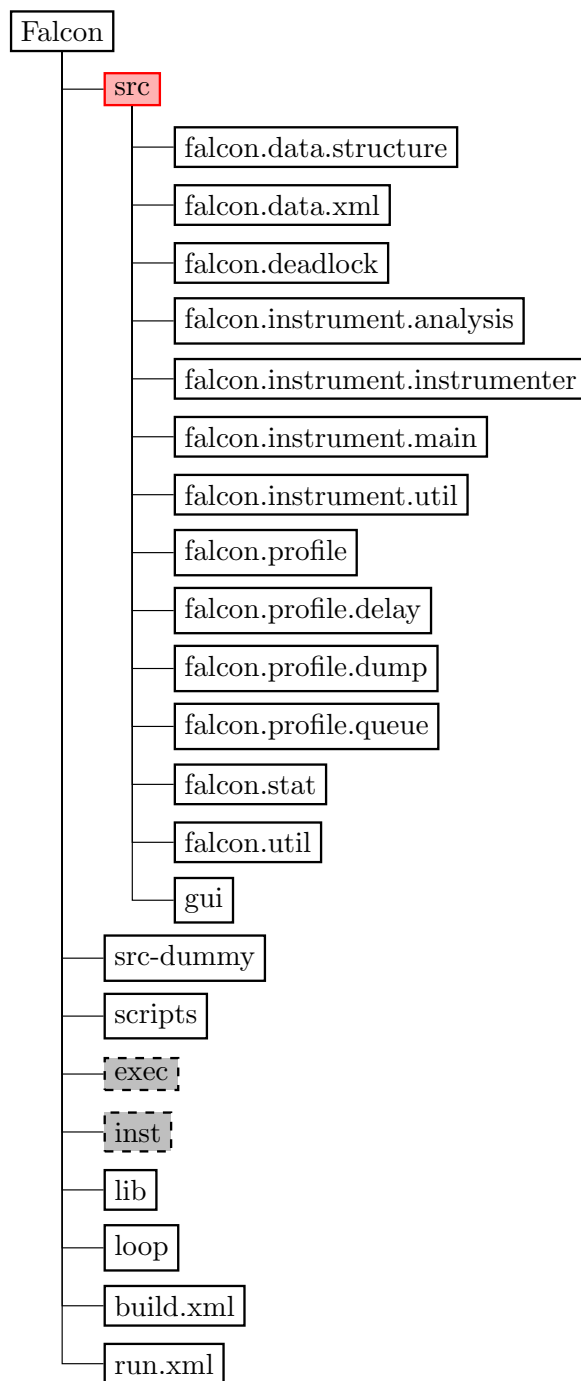 Falcon
src
falcon.data.structure
falcon.data.xml
falcon.deadlock
falcon.instrument.analysis
falcon.instrument.instrumenter
falcon.instrument.main
falcon.instrument.util
falcon.profile
falcon.profile.delay
falcon.profile.dump
falcon.profile.queue
falcon.stat
falcon.util
gui
src-dummy
scripts
exec
inst
lib
loop
build.xml
run.xml